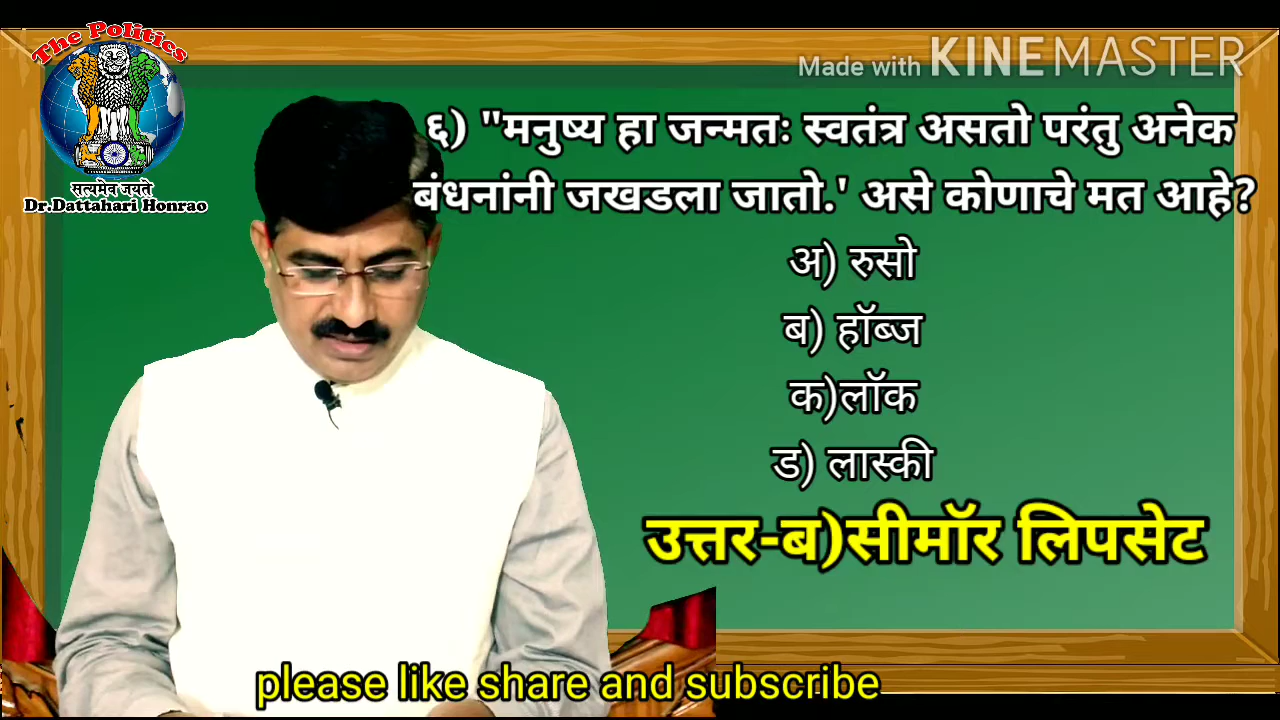 The Politics
सत्यमेव जयते
Dr.Dattahari Honrao
Made with KINEMASTER
६) "मनुष्य हा जन्मतः स्वतंत्र असतो परंतु अनेक
बंधनांनी जखडला जातो.' असे कोणाचे मत आहे?
अ) रुसो
ब) हॉब्ज
क)लॉक
ड) लास्की
उत्तर-ब)सीमॉर लिपसेट
please like share and subscribe